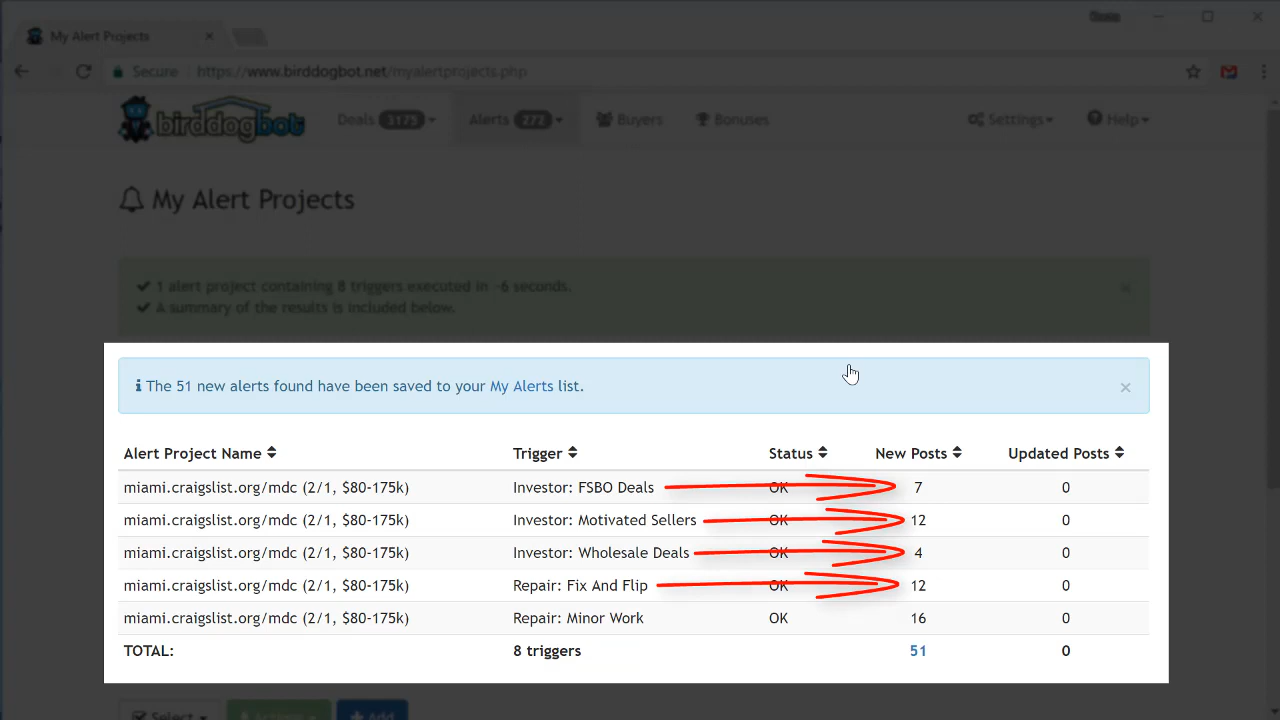 My Alert Projects
Secure https://www.birddogbot.net/myalertprojects.php
birddogbot Deals 3175 Alerts 272 Buyers Bonuses Settings Help
My Alert Projects
1 alert project containing 8 triggers executed in ~6 seconds.
A summary of the results is included below.
The 51 new alerts found have been saved to your My Alerts list.
Alert Project Name Trigger Status New Posts Updated Posts
miami.craigslist.org/mdc (2/1, $80-175k) Investor: FSBO Deals OK 7 0
miami.craigslist.org/mdc (2/1, $80-175k) Investor: Motivated Sellers OK 12 0
miami.craigslist.org/mdc (2/1, $80-175k) Investor: Wholesale Deals OK 4 0
miami.craigslist.org/mdc (2/1, $80-175k) Repair: Fix And Flip OK 12 0
miami.craigslist.org/mdc (2/1, $80-175k) Repair: Minor Work OK 16 0
TOTAL: 8 triggers 51 0
Select Add